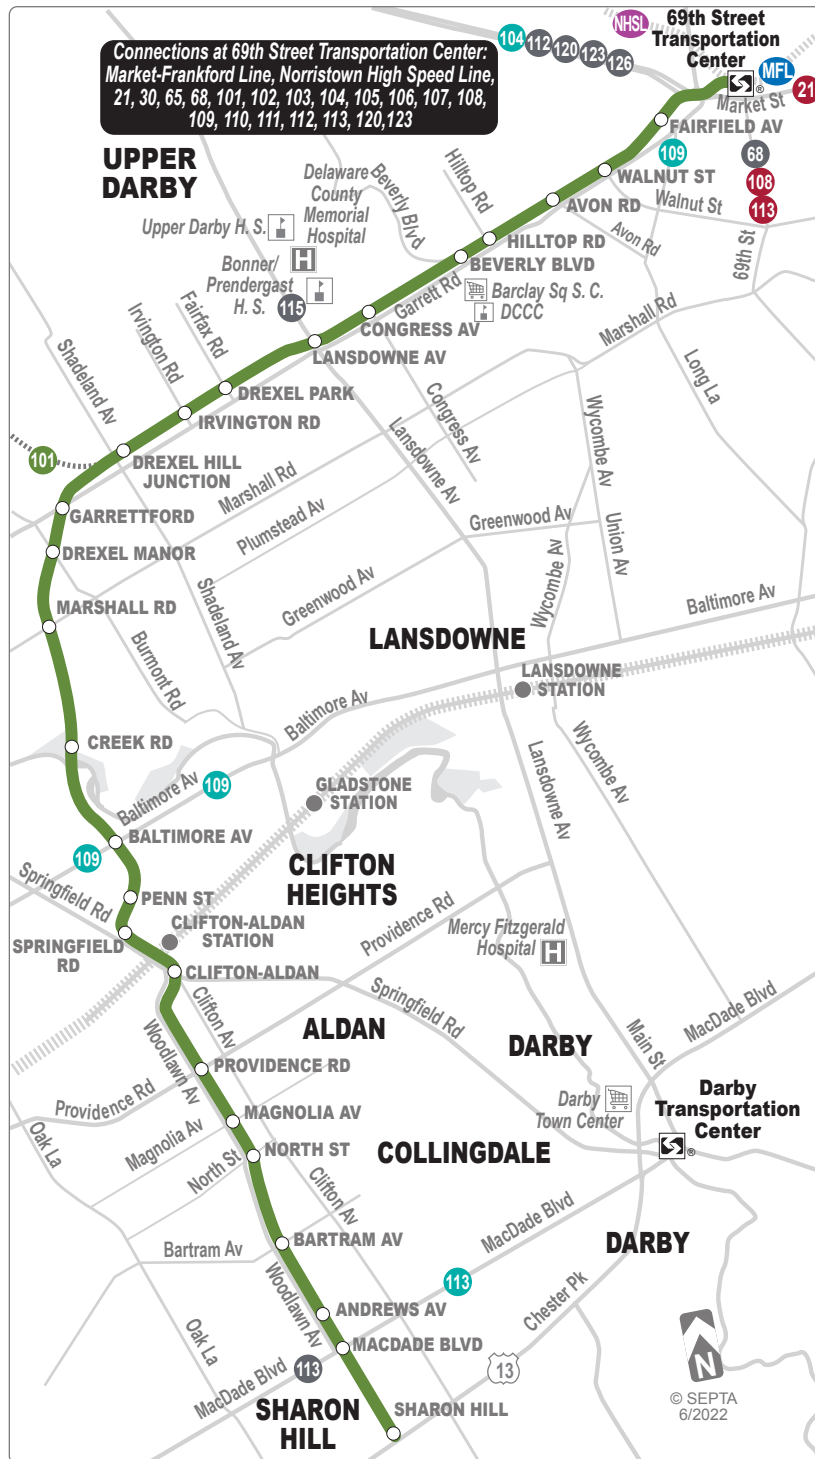 Connections at 69th Street Transportation Center:
Market-Frankford Line, Norristown High Speed Line,
21, 30, 65, 68, 101, 102, 103, 104, 105, 106, 107, 108,
109, 110, 111, 112, 113, 120,123
104
112
120
123
126
NHSL
69th Street
Transportation
Center
®
MFL
Market St
21
FAIRFIELD AV
109
68
108
113
WALNUT ST
Walnut St
69th St
UPPER
DARBY
Delaware
County
Memorial
Hospital
H
Beverly Blvd
Hilltop Rd
AVON RD
Avon Rd
Upper Darby H. S.
HILLTOP RD
BEVERLY BLVD
Bonner/
Prendergast
H. S.
115
Garrett Rd
Barclay Sq S. C.
DCCC
Marshall Rd
CONGRESS AV
LANSDOWNE AV
Long La
Fairfax Rd
Irvington Rd
Shadeland Av
DREXEL PARK
IRVINGTON RD
Congress Av
Lansdowne Av
Wycombe Av
101
DREXEL HILL
JUNCTION
Marshall Rd
GARRETTFORD
Plumstead Av
Greenwood Av
Union Av
DREXEL MANOR
Greenwood Av
Wycombe Av
Shadeland Av
MARSHALL RD
Baltimore Av
LANSDOWNE
Burmont Rd
LANSDOWNE
STATION
Baltimore Av
CREEK RD
Lansdowne Av
Wycombe Av
Baltimore Av
109
GLADSTONE
STATION
BALTIMORE AV
109
CLIFTON
HEIGHTS
Springfield Rd
PENN ST
CLIFTON-ALDAN
STATION
Providence Rd
Mercy Fitzgerald
Hospital
H
SPRINGFIELD
RD
CLIFTON-ALDAN
Clifton Av
Springfield Rd
MacDade Blvd
ALDAN
DARBY
Main St
Woodlawn Av
PROVIDENCE RD
Providence Rd
Darby
Town Center
Darby
Transportation
Center
®
MAGNOLIA AV
Magnolia Av
Oak La
NORTH ST
North St
COLLINGDALE
Clifton Av
BARTRAM AV
Bartram Av
MacDade Blvd
DARBY
113
Woodlawn Av
ANDREWS AV
Chester Pk
Oak La
MACDADE BLVD
113
MacDade Blvd
13
N
SHARON
HILL
SHARON HILL
© SEPTA
6/2022